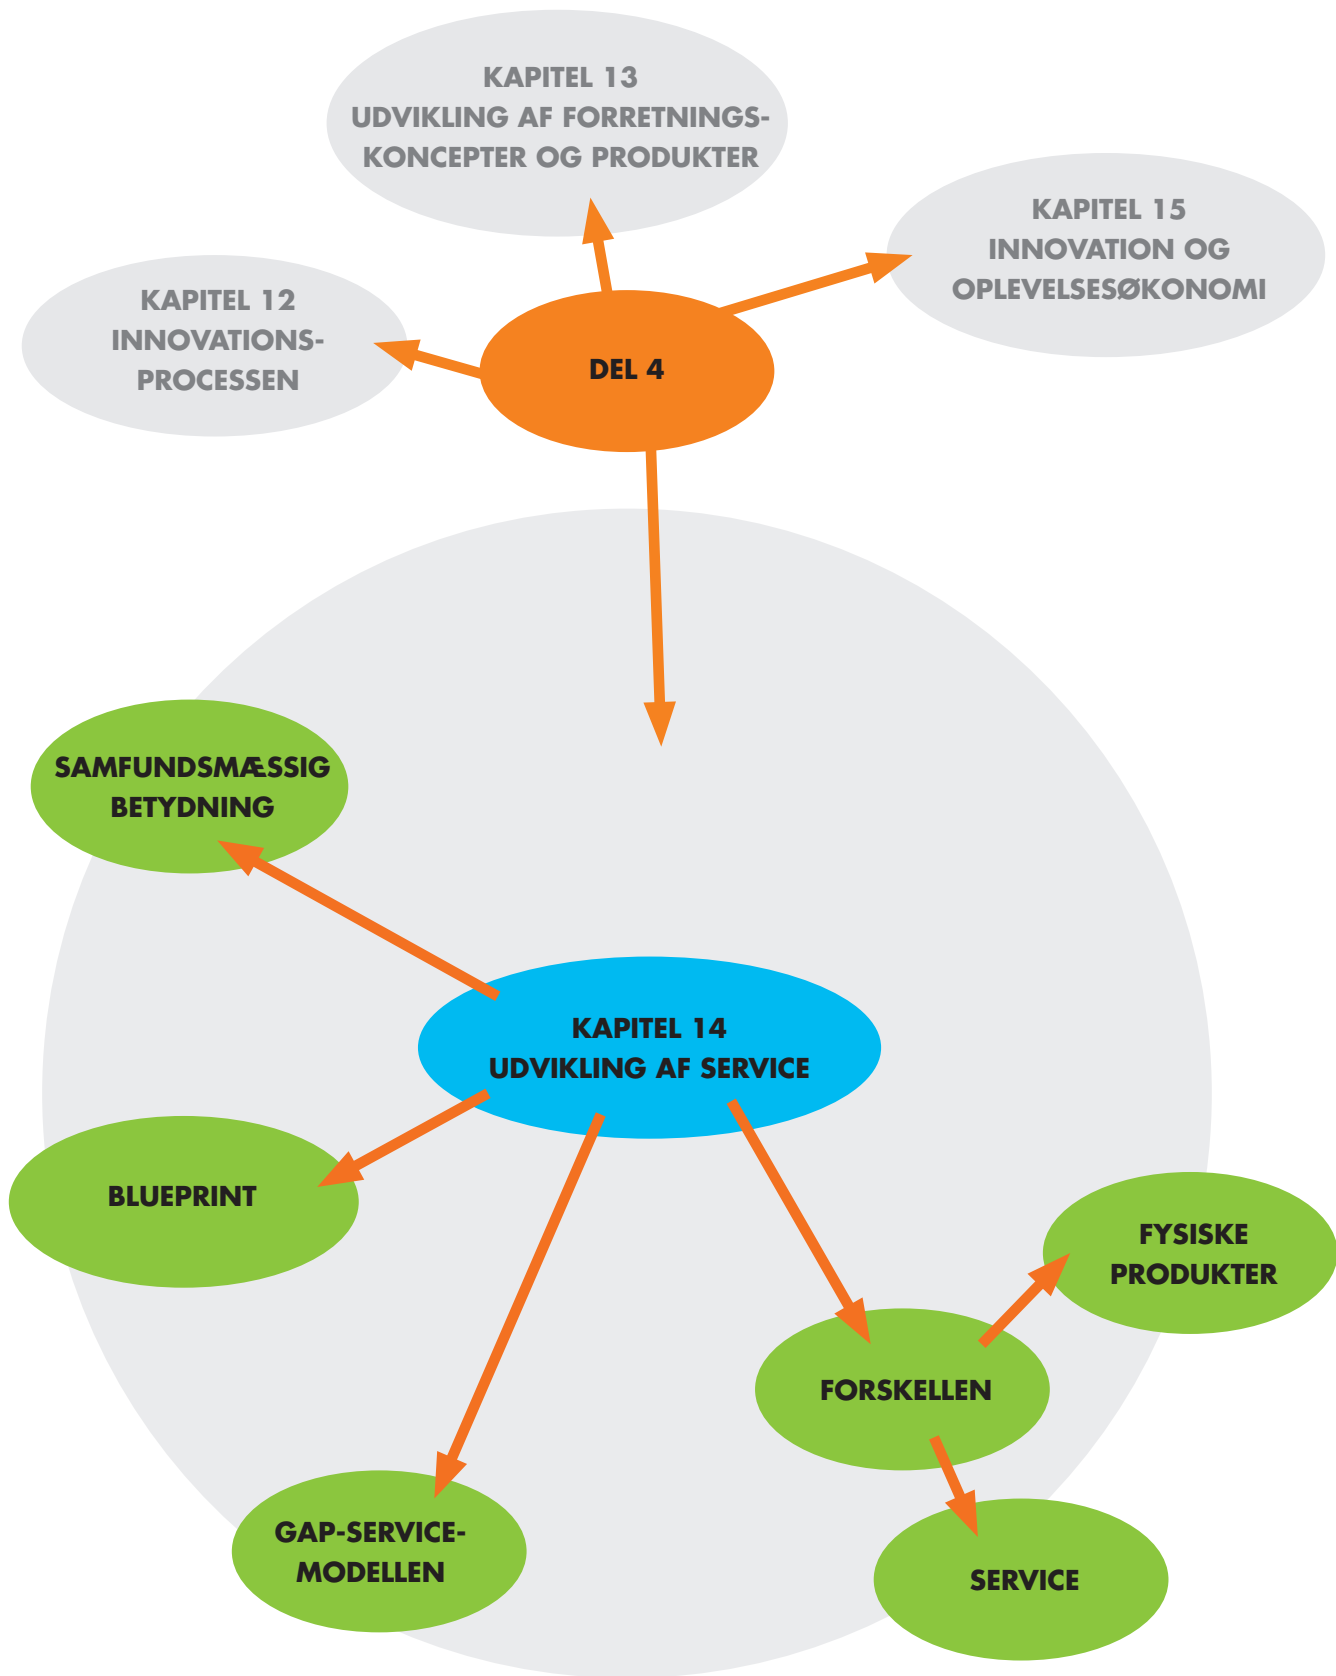 KAPITEL 13
UDVIKLING AF FORRETNINGS-
KONCEPTER OG PRODUKTER
KAPITEL 15
INNOVATION OG
OPLEVELSESØKONOMI
KAPITEL 12
INNOVATIONS-
PROCESSEN
DEL 4
SAMFUNDSMÆSSIG
BETYDNING
KAPITEL 14
UDVIKLING AF SERVICE
BLUEPRINT
FYSISKE
PRODUKTER
FORSKELLEN
GAP-SERVICE-
MODELLEN
SERVICE